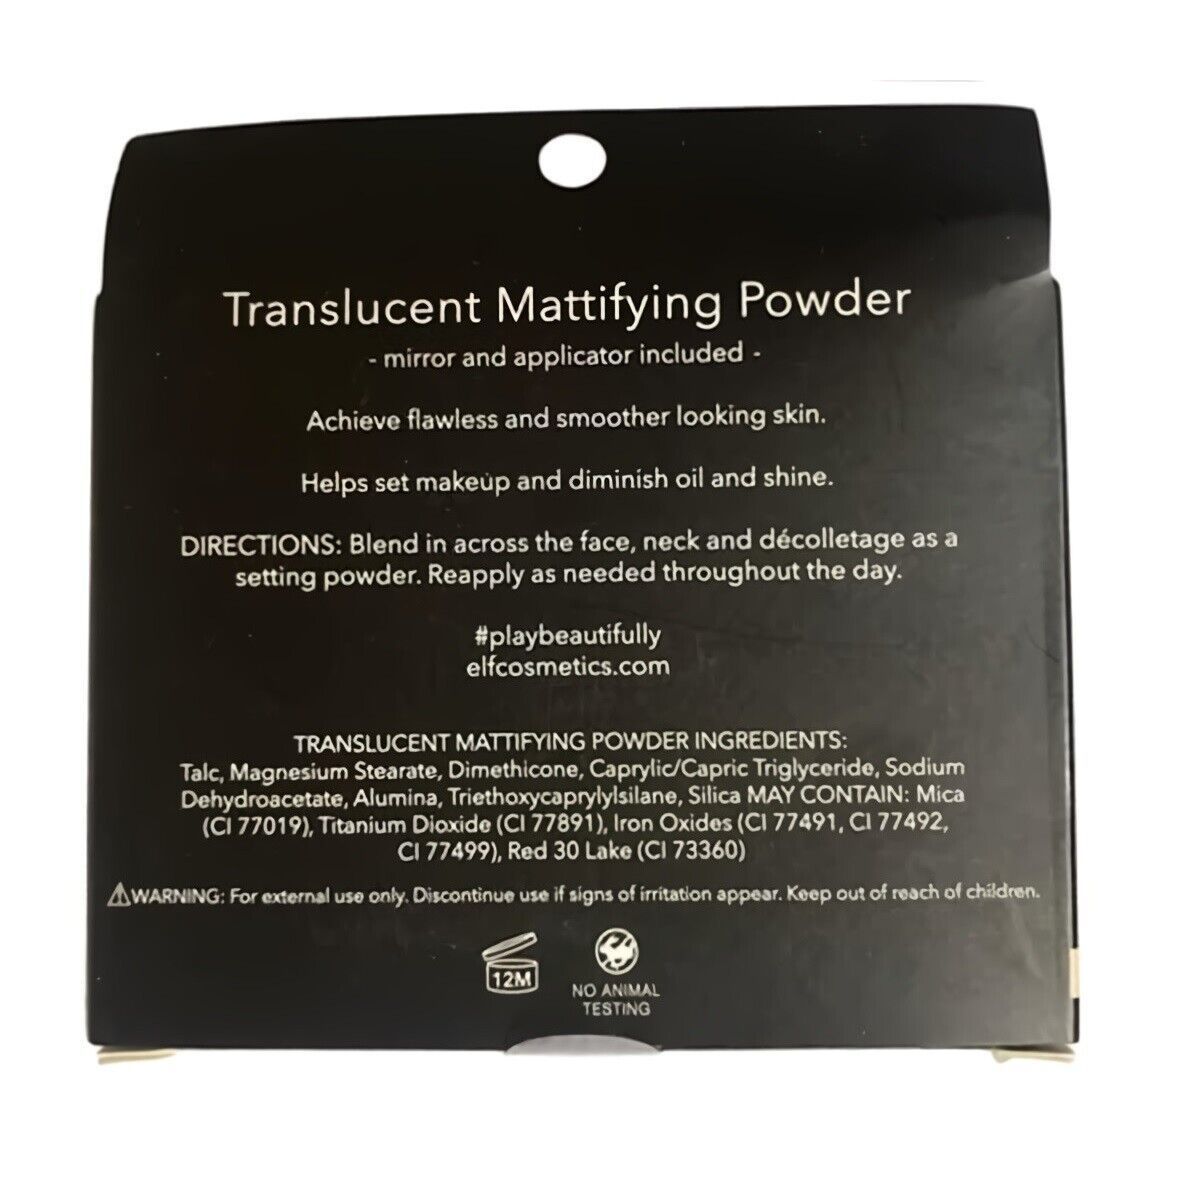 Translucent Mattifying Powder
- mirror and applicator included -
Achieve flawless and smoother looking skin.
Helps set makeup and diminish oil and shine.
DIRECTIONS: Blend in across the face, neck and décolletage as a
setting powder. Reapply as needed throughout the day.
#playbeautifully
elfcosmetics.com
TRANSLUCENT MATTIFYING POWDER INGREDIENTS:
Talc, Magnesium Stearate, Dimethicone, Caprylic/Capric Triglyceride, Sodium
Dehydroacetate, Alumina, Triethoxycaprylylsilane, Silica MAY CONTAIN: Mica
(CI 77019), Titanium Dioxide (CI 77891), Iron Oxides (CI 77491, CI 77492,
CI 77499), Red 30 Lake (CI 73360)
WARNING: For external use only. Discontinue use if signs of irritation appear. Keep out of reach of children.
12M
NO ANIMAL
TESTING